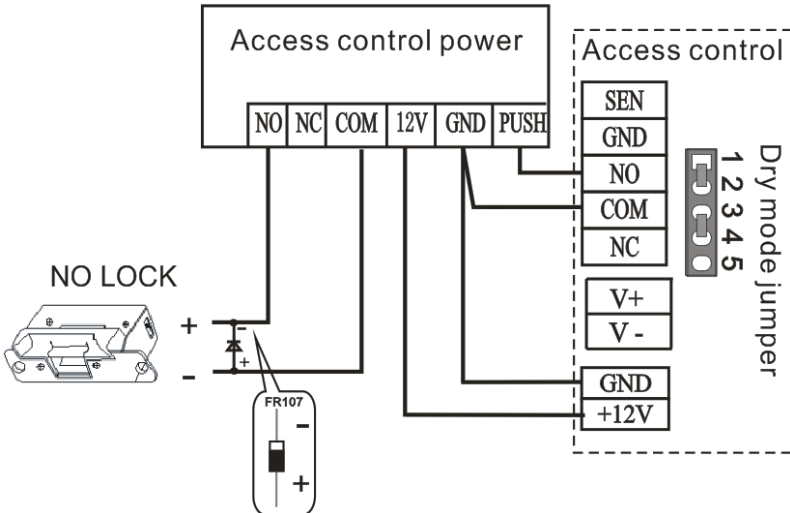 Access control power
NO NC COM 12V GND PUSH
Access control
SEN
GND
NO
COM
NC
V+
V -
GND
+12V
1 2 3 4 5
Dry mode jumper
NO LOCK
+
-
-
+
FR107
-
+